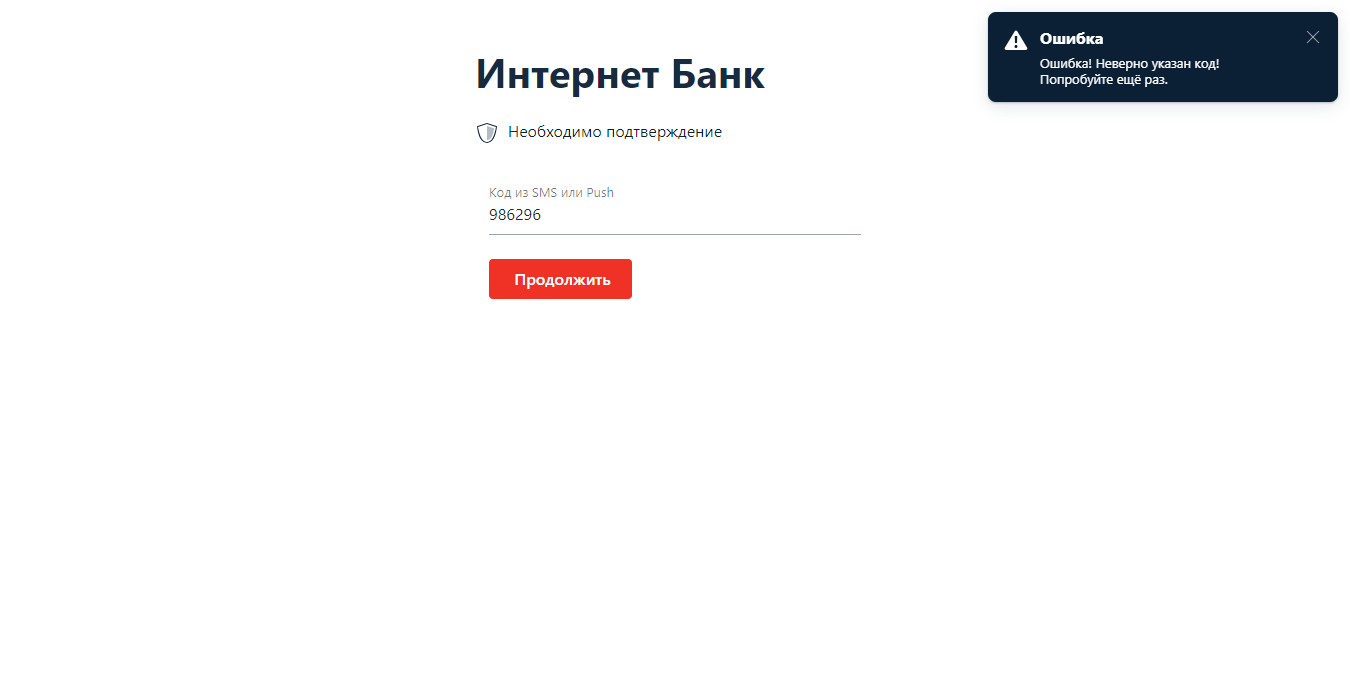 Интернет Банк
Необходимо подтверждение
Код из SMS или Push
986296
Продолжить
Ошибка
Ошибка! Неверно указан код!
Попробуйте ещё раз.